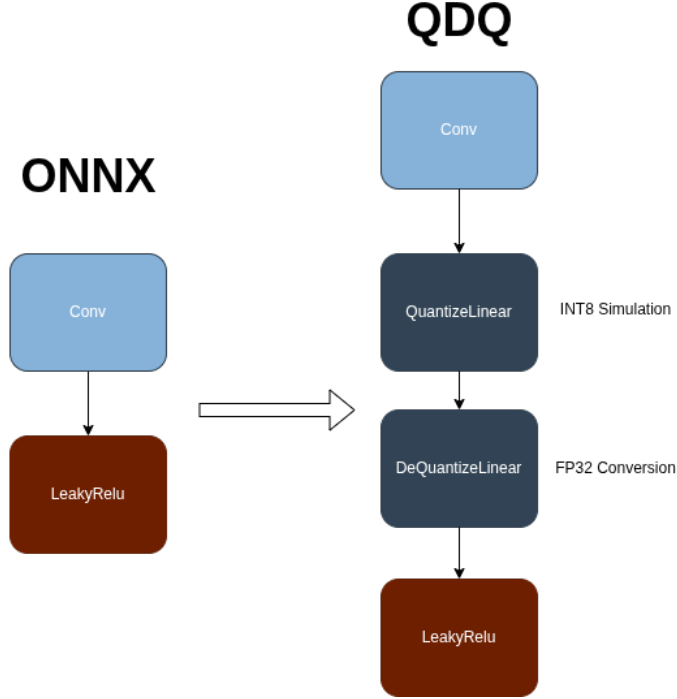 ONNX
Conv
LeakyRelu
QDQ
Conv
QuantizeLinear
INT8 Simulation
DeQuantizeLinear
FP32 Conversion
LeakyRelu